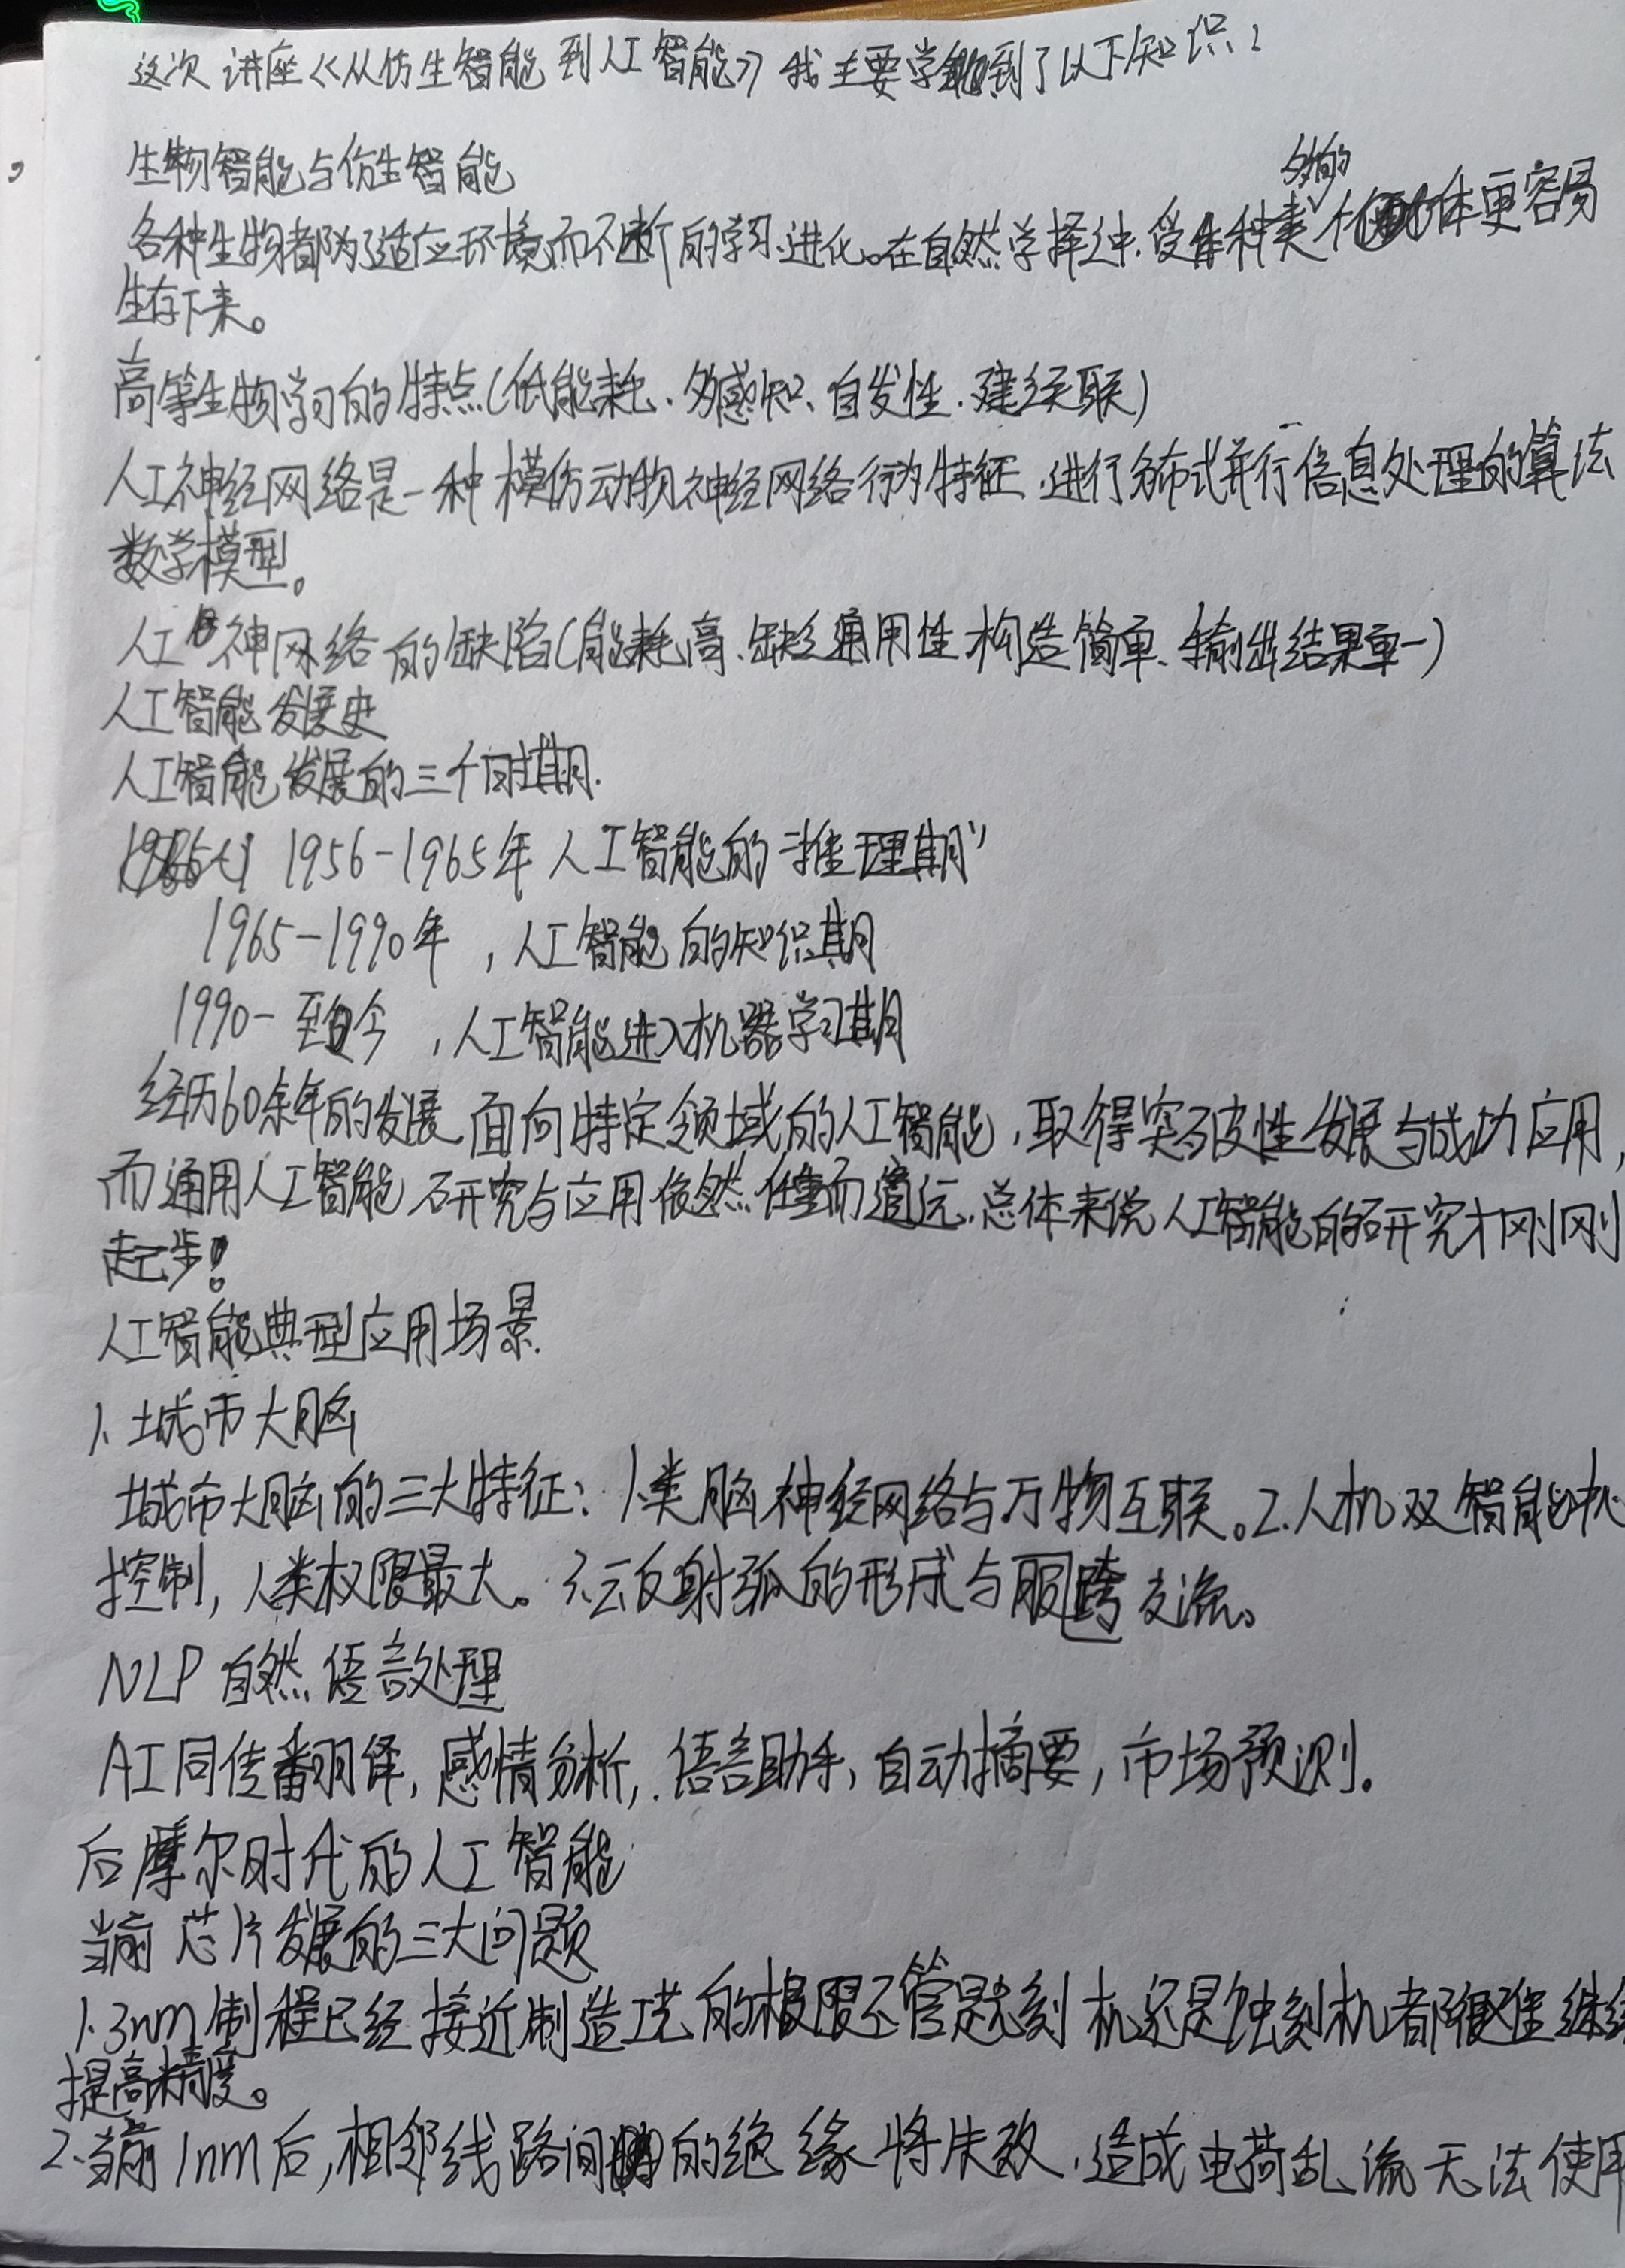 这次讲座《从仿生智能到人工智能》我主要学到了以下知识：
生物智能与仿生智能
各种生物都为了适应环境而不断的学习、进化。在自然学择之中，受种类多的个体更容易
生存下来。
高等生物学习的特点（低能耗、多感知、自发性、建立关联）
人工神经网络是一种模仿动物神经网络行为特征，进行分布式并行信息处理的算法
数学模型。
人工神网络的缺陷（能耗高、缺乏通用性 构造简单、输出结果单一）
人工智能发展史
人工智能发展的三个时期.
1956-1965年 人工智能的“推理期”
1965-1990年，人工智能的知识期
1990-至今，人工智能进入机器学习期
经历60余年的发展，面向特定领域的人工智能，取得突破性发展与成功应用，
而通用人工智能研究与应用依然任重而道远，总体来说人工智能的研究才刚刚
起步！
人工智能典型应用场景.
1.城市大脑
城市大脑的三大特征：1.类脑神经网络与万物互联。2.人机双智能
控制，人类权限最大。3.云反射弧的形成与跨交流。
NLP 自然语言处理
AI同传翻译，感情分析，语言助手，自动摘要，市场预测。
后摩尔时代的人工智能
当前芯片发展的三大问题
1.3nm制程已经接近制造工艺的极限不管是光刻机还是蚀刻机都很难继续
提高精度。
2.当前1nm后，相邻线路间的绝缘将失效，造成电荷乱流无法使用